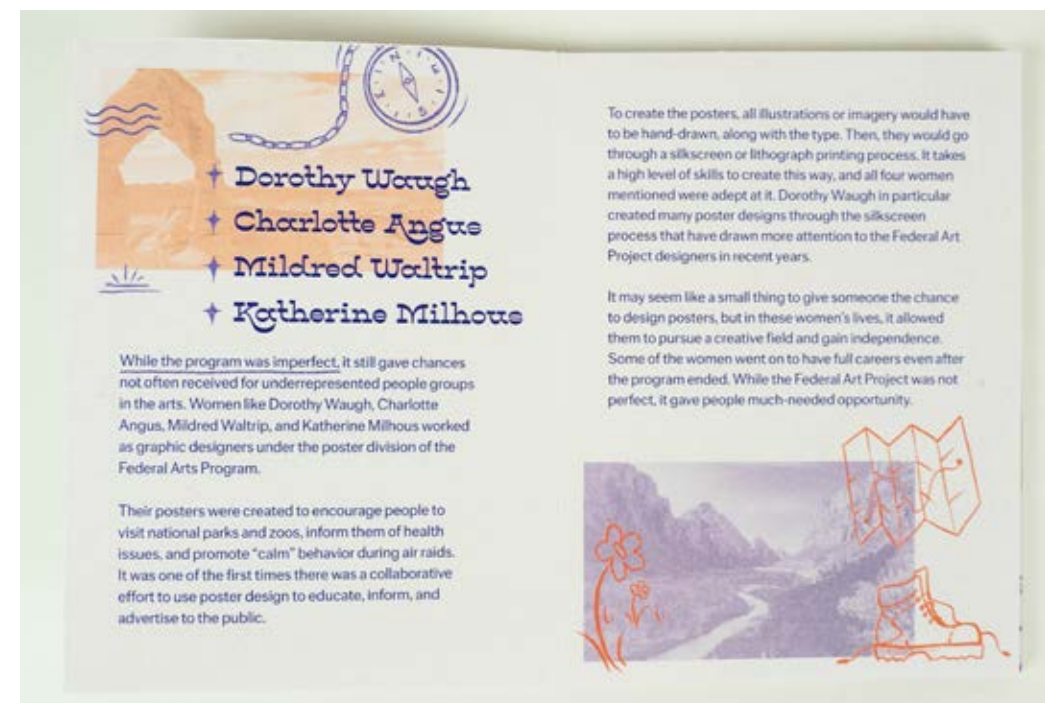 Dorothy Waugh
Charlotte Angus
Mildred Waltrip
Katherine Milhous
While the program was imperfect, it still gave chances
not often received for underrepresented people groups
in the arts. Women like Dorothy Waugh, Charlotte
Angus, Mildred Waltrip, and Katherine Milhous worked
as graphic designers under the poster division of the
Federal Arts Program.
Their posters were created to encourage people to
visit national parks and zoos, inform them of health
issues, and promote “calm” behavior during air raids.
It was one of the first times there was a collaborative
effort to use poster design to educate, inform, and
advertise to the public.
To create the posters, all illustrations or imagery would have
to be hand-drawn, along with the type. Then, they would go
through a silkscreen or lithograph printing process. It takes
a high level of skills to create this way, and all four women
mentioned were adept at it. Dorothy Waugh in particular
created many poster designs through the silkscreen
process that have drawn more attention to the Federal Art
Project designers in recent years.
It may seem like a small thing to give someone the chance
to design posters, but in these women’s lives, it allowed
them to pursue a creative field and gain independence.
Some of the women went on to have full careers even after
the program ended. While the Federal Art Project was not
perfect, it gave people much-needed opportunity.